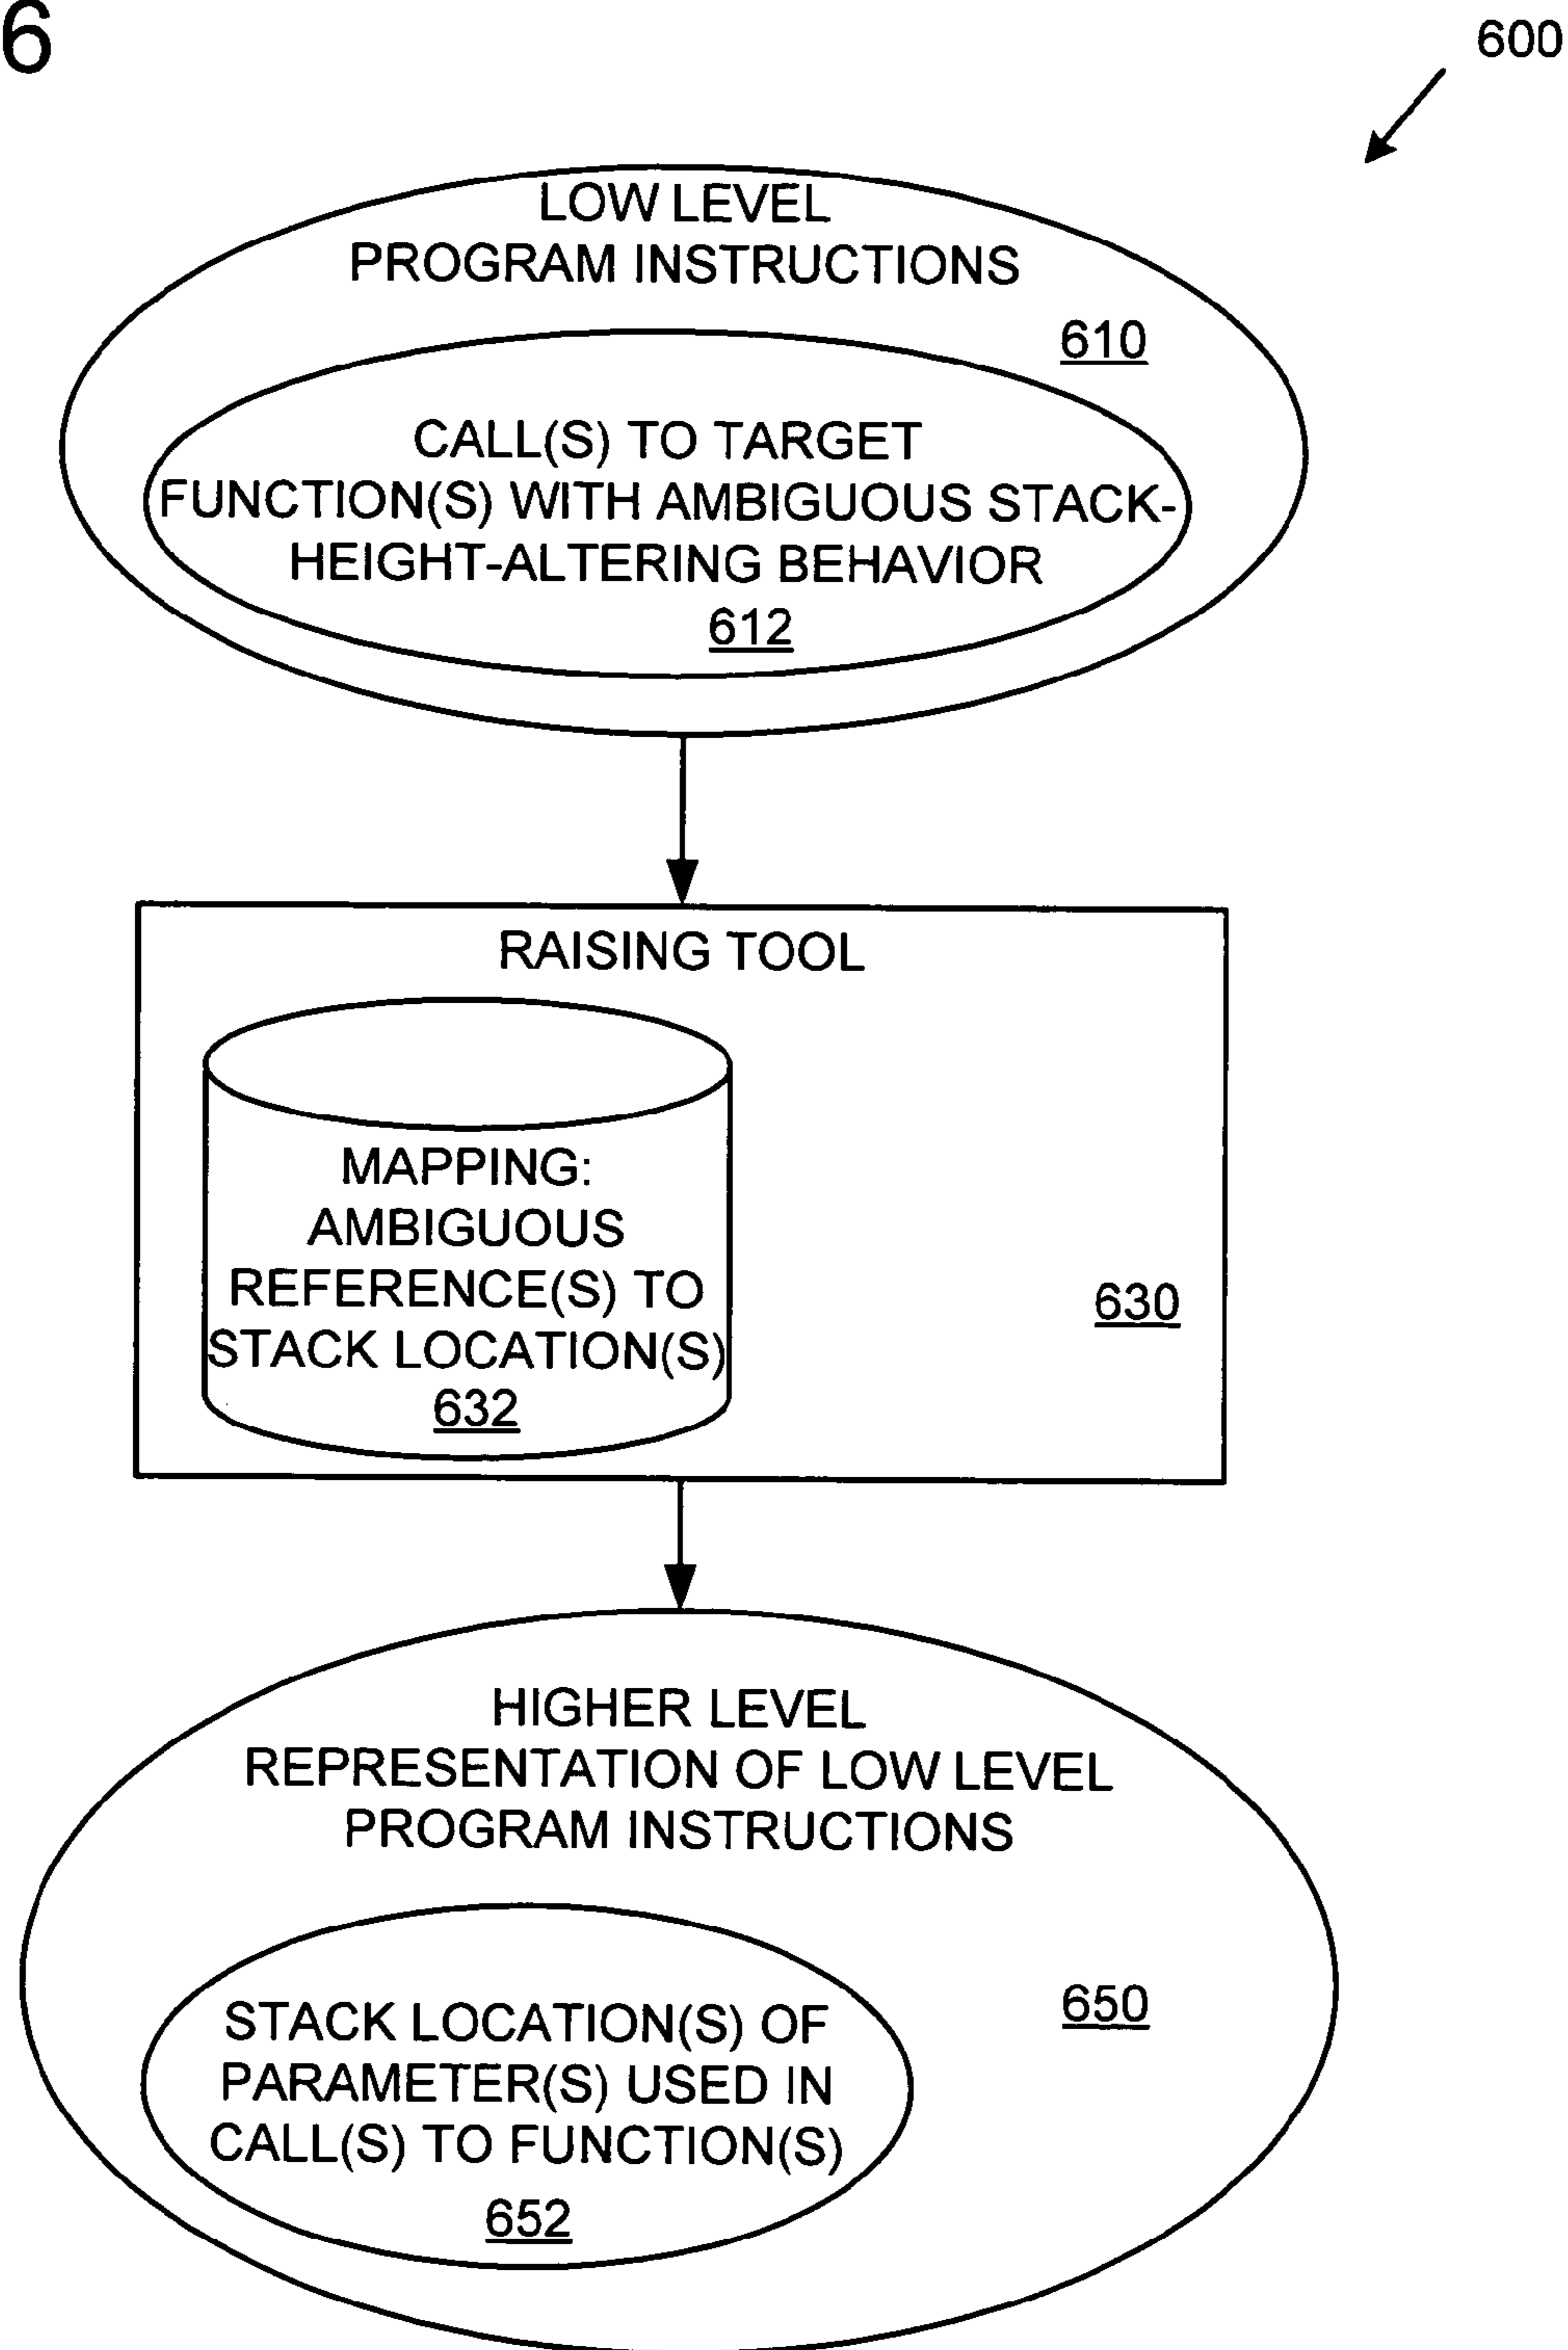 6
600
LOW LEVEL
PROGRAM INSTRUCTIONS
610
CALL(S) TO TARGET
FUNCTION(S) WITH AMBIGUOUS STACK-
HEIGHT-ALTERING BEHAVIOR
612
RAISING TOOL
MAPPING:
AMBIGUOUS
REFERENCE(S) TO
STACK LOCATION(S)
632
630
HIGHER LEVEL
REPRESENTATION OF LOW LEVEL
PROGRAM INSTRUCTIONS
650
STACK LOCATION(S) OF
PARAMETER(S) USED IN
CALL(S) TO FUNCTION(S)
652